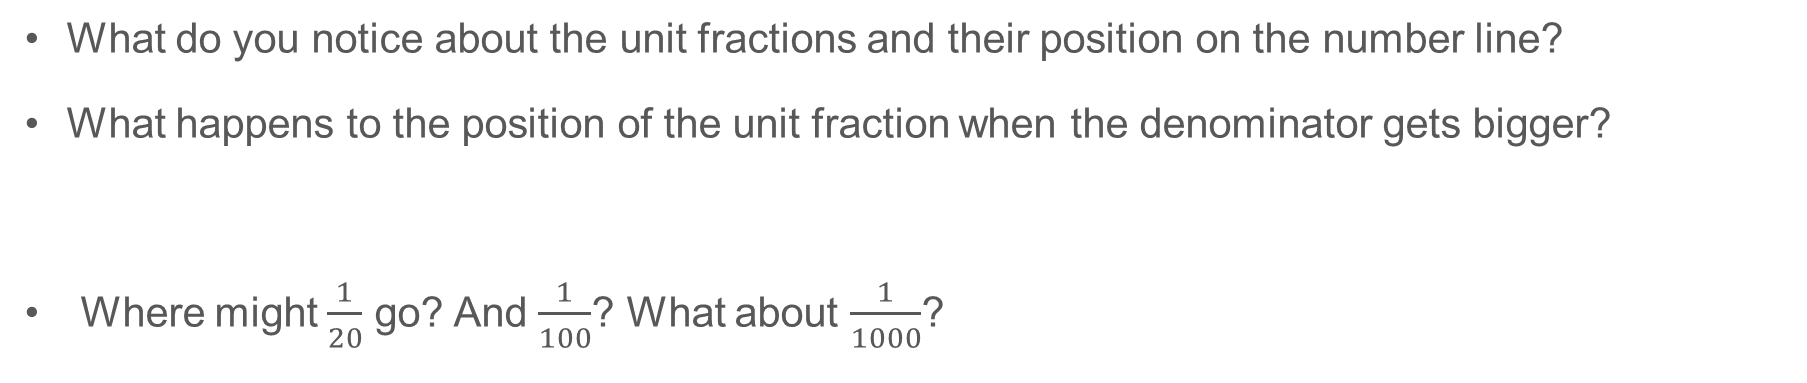 • What do you notice about the unit fractions and their position on the number line?
• What happens to the position of the unit fraction when the denominator gets bigger?
• Where might 1/20 go? And 1/100? What about 1/1000?